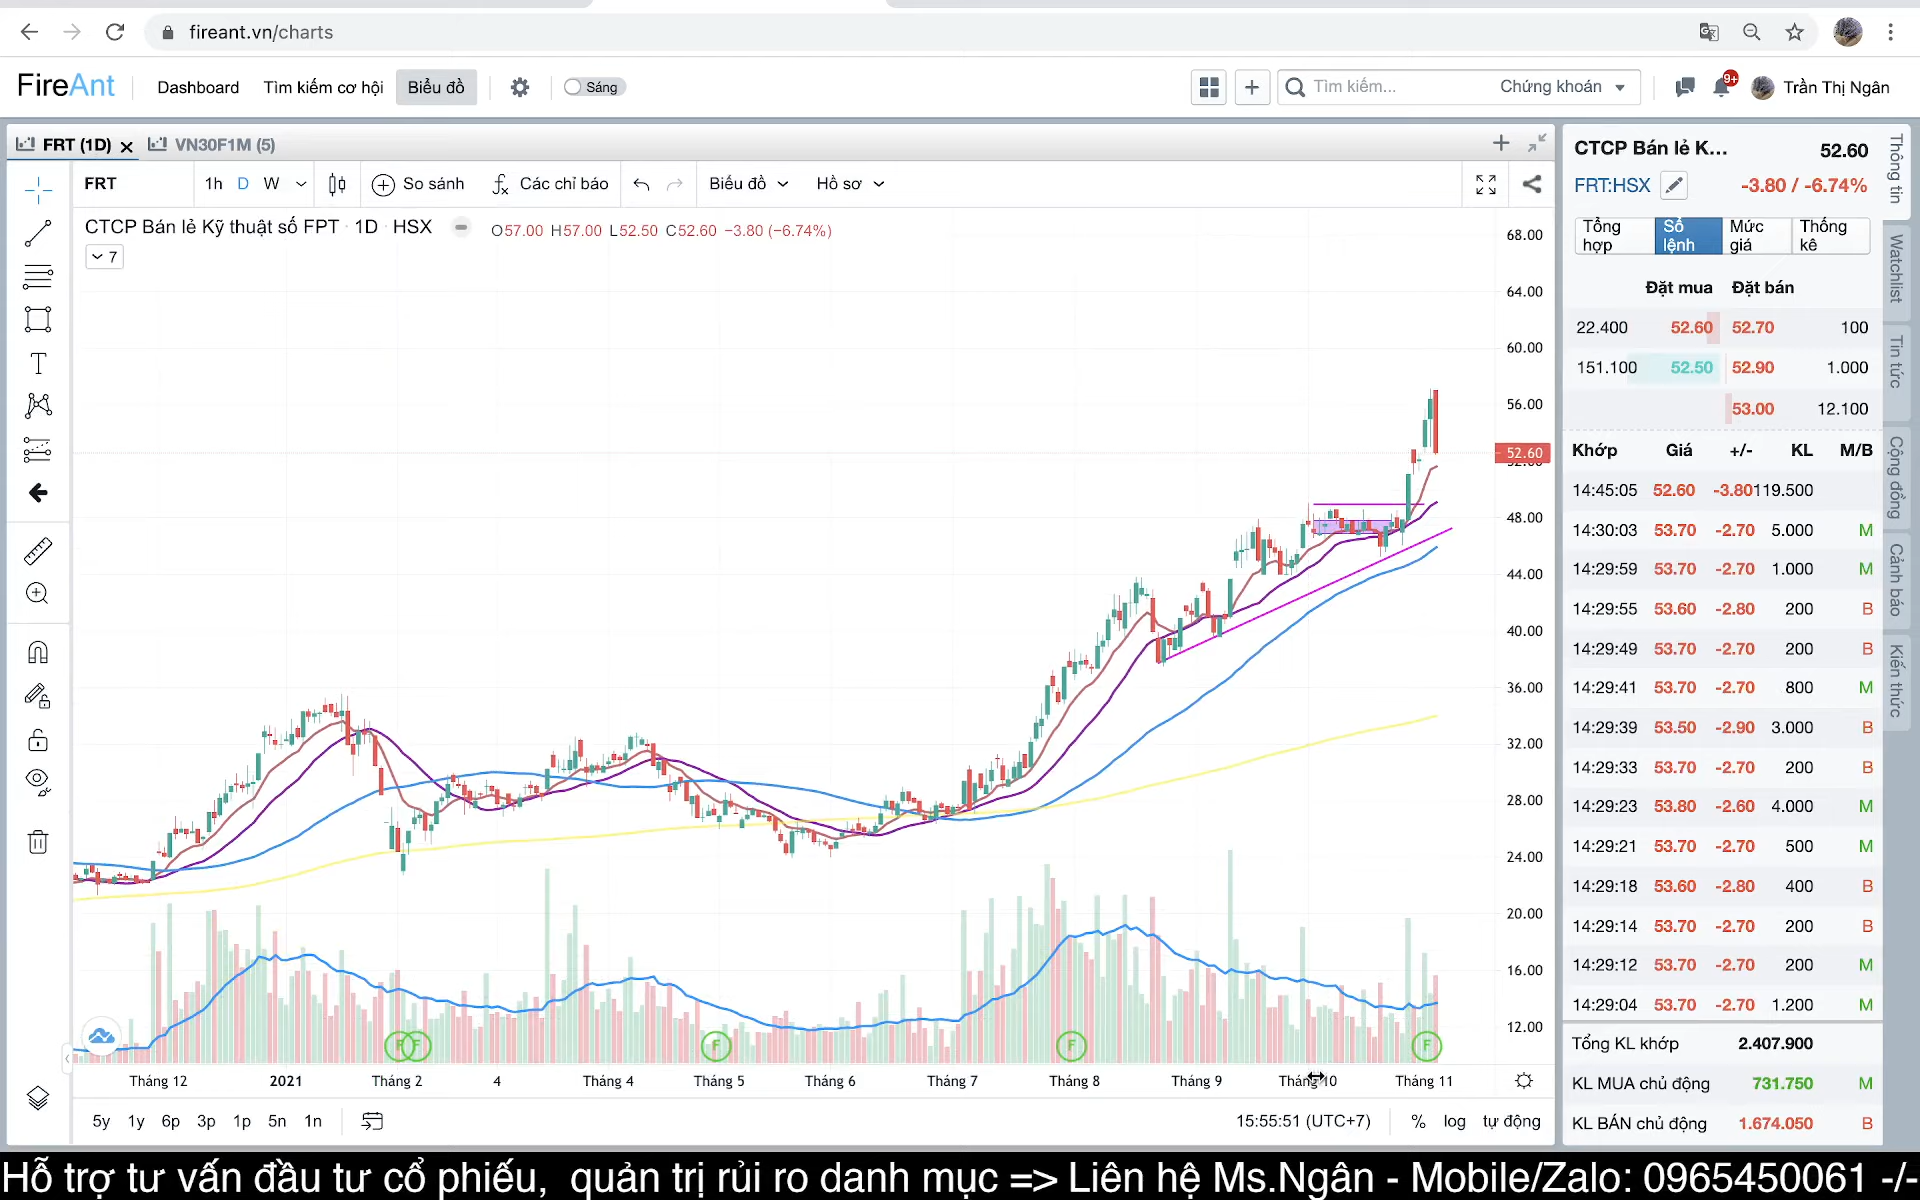 fireant.vn/charts
FireAnt Dashboard Tìm kiếm cơ hội Biểu đồ Sáng Tìm kiếm... Chứng khoán 9+ Trần Thị Ngân
FRT (1D) VN30F1M (5)
FRT 1h D W So sánh Các chỉ báo Biểu đồ Hồ sơ
CTCP Bán lẻ Kỹ thuật số FPT · 1D · HSX O57.00 H57.00 L52.50 C52.60 −3.80 (−6.74%)
7
68.00
64.00
60.00
56.00
52.60
48.00
44.00
40.00
36.00
32.00
28.00
24.00
20.00
16.00
12.00
F F F F F
Tháng 12 2021 Tháng 2 4 Tháng 4 Tháng 5 Tháng 6 Tháng 7 Tháng 8 Tháng 9 Tháng 10 Tháng 11
5y 1y 6p 3p 1p 5n 1n 15:55:51 (UTC+7) % log tự động
CTCP Bán lẻ K... 52.60
FRT:HSX -3.80 / -6.74%
Tổng hợp Sổ lệnh Mức giá Thống kê
Đặt mua Đặt bán
22.400 52.60 52.70 100
151.100 52.50 52.90 1.000
53.00 12.100
Khớp Giá +/- KL M/B
14:45:05 52.60 -3.80 119.500
14:30:03 53.70 -2.70 5.000 M
14:29:59 53.70 -2.70 1.000 M
14:29:55 53.60 -2.80 200 B
14:29:49 53.70 -2.70 200 B
14:29:41 53.70 -2.70 800 M
14:29:39 53.50 -2.90 3.000 B
14:29:33 53.70 -2.70 200 B
14:29:23 53.80 -2.60 4.000 M
14:29:21 53.70 -2.70 500 M
14:29:18 53.60 -2.80 400 B
14:29:14 53.70 -2.70 200 B
14:29:12 53.70 -2.70 200 M
14:29:04 53.70 -2.70 1.200 M
Tổng KL khớp 2.407.900
KL MUA chủ động 731.750 M
KL BÁN chủ động 1.674.050 B
Thông tin
Watchlist
Tin tức
Cộng đồng
Cảnh báo
Kiến thức
Hỗ trợ tư vấn đầu tư cổ phiếu, quản trị rủi ro danh mục => Liên hệ Ms.Ngân - Mobile/Zalo: 0965450061 -/-